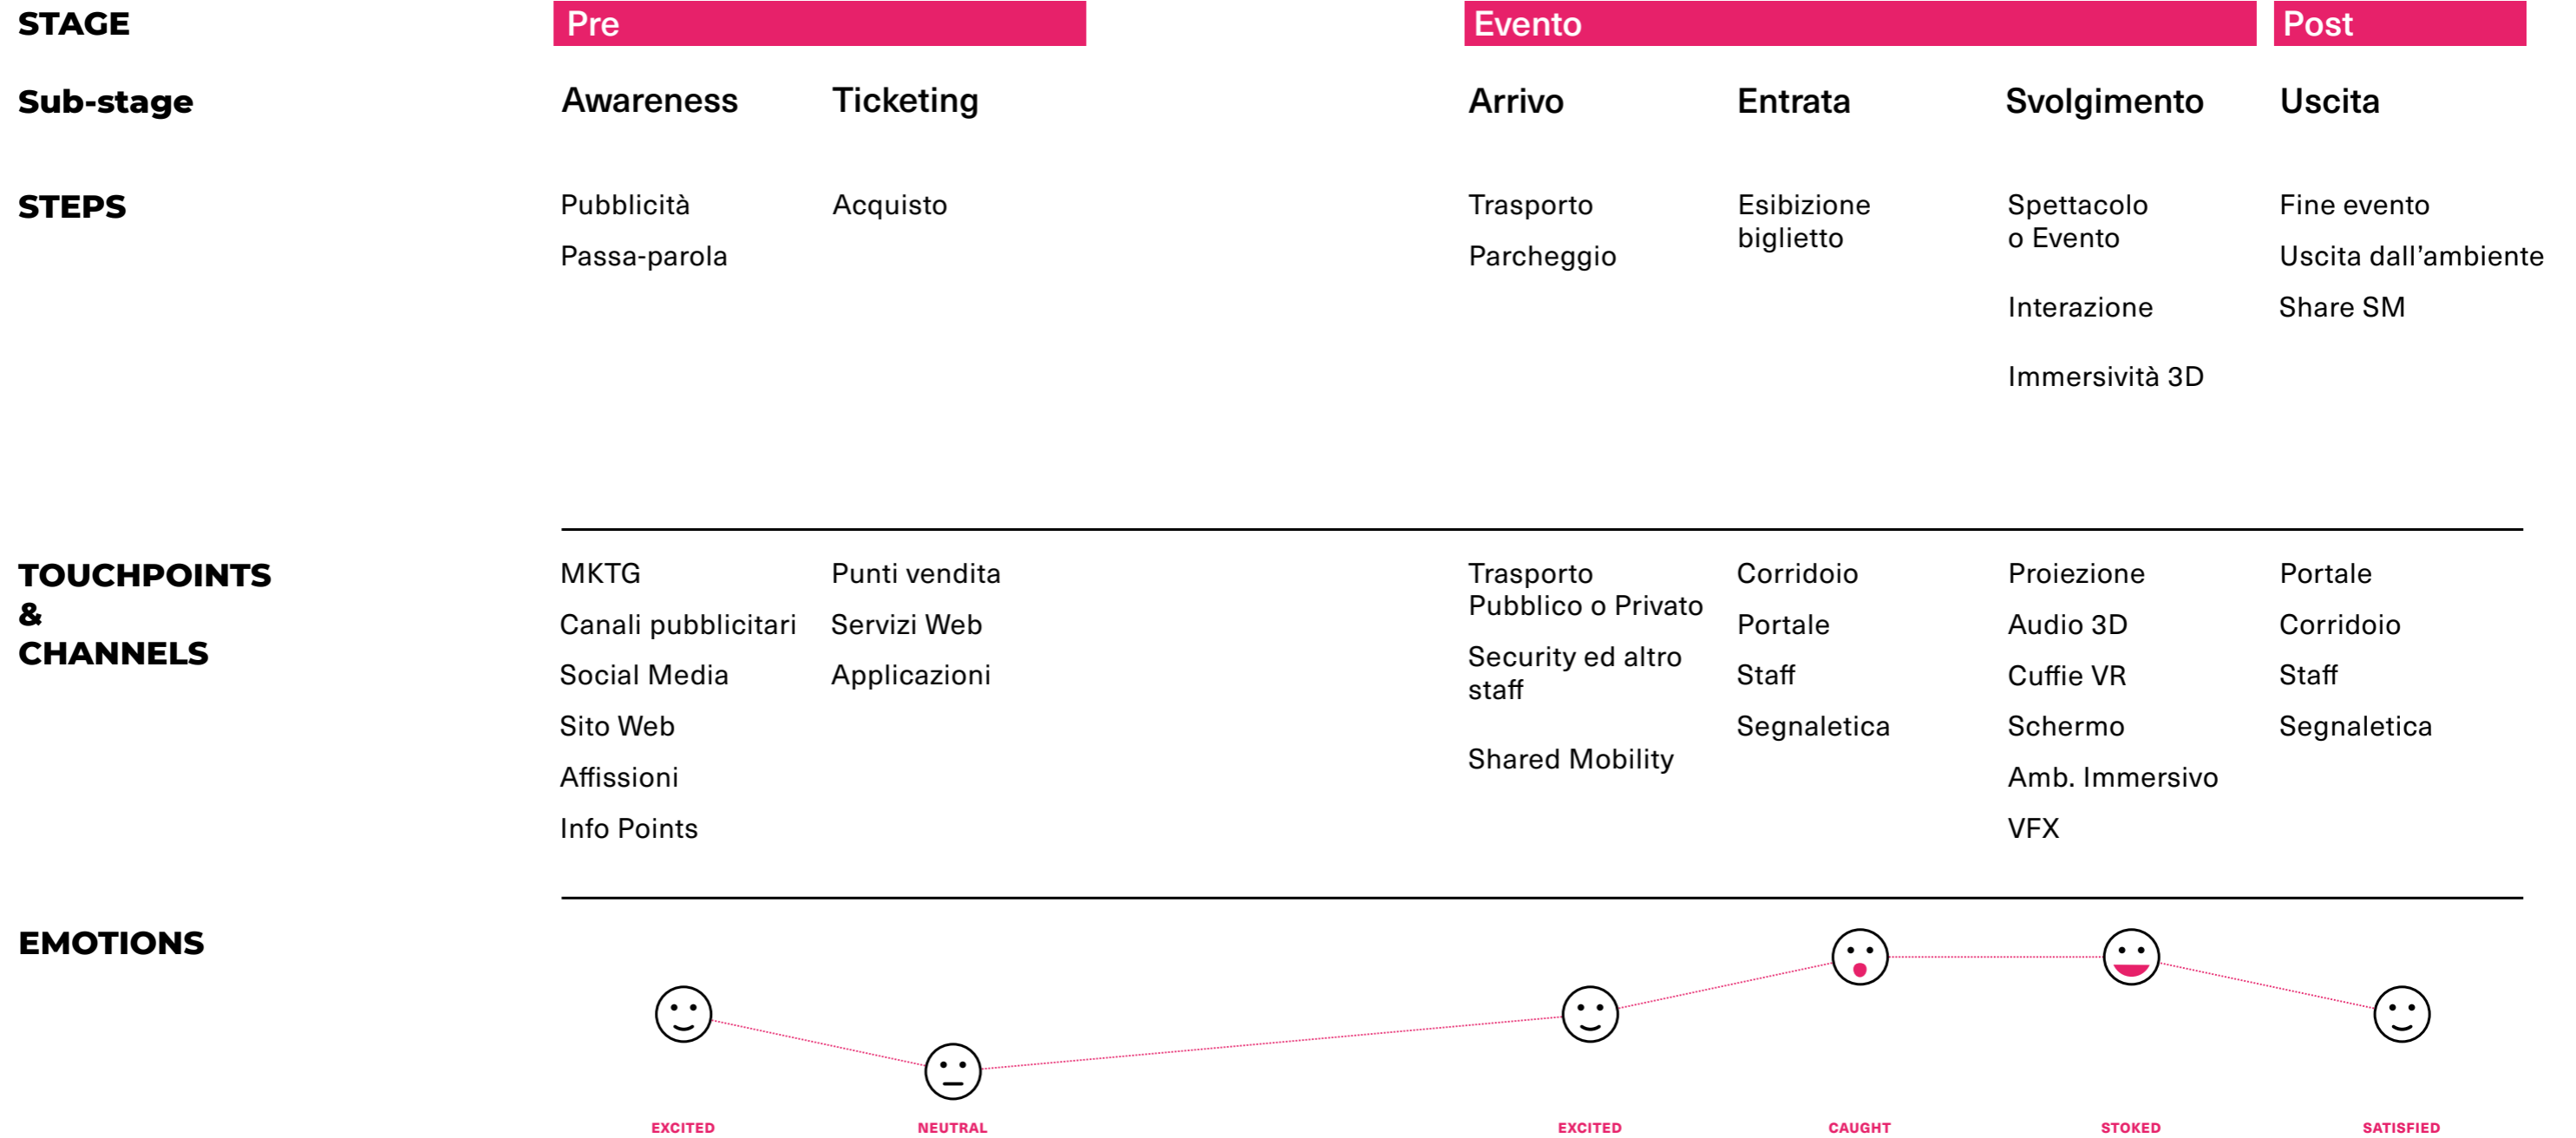 STAGE
Pre
Evento
Post
Sub-stage
Awareness
Ticketing
Arrivo
Entrata
Svolgimento
Uscita
STEPS
Pubblicità
Passa-parola
Acquisto
Trasporto
Parcheggio
Esibizione
biglietto
Spettacolo
o Evento
Interazione
Immersività 3D
Fine evento
Uscita dall’ambiente
Share SM
TOUCHPOINTS
&
CHANNELS
MKTG
Canali pubblicitari
Social Media
Sito Web
Affissioni
Info Points
Punti vendita
Servizi Web
Applicazioni
Trasporto
Pubblico o Privato
Security ed altro
staff
Shared Mobility
Corridoio
Portale
Staff
Segnaletica
Proiezione
Audio 3D
Cuffie VR
Schermo
Amb. Immersivo
VFX
Portale
Corridoio
Staff
Segnaletica
EMOTIONS
EXCITED
NEUTRAL
EXCITED
CAUGHT
STOKED
SATISFIED